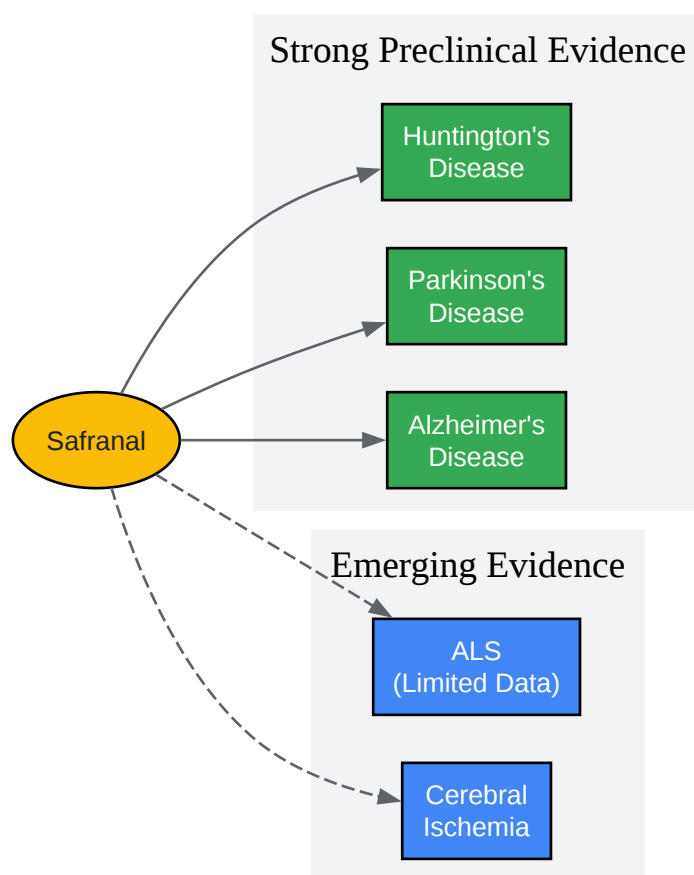 Strong Preclinical Evidence
Huntington's
Disease
Parkinson's
Disease
Safranal
Alzheimer's
Disease
Emerging Evidence
ALS
(Limited Data)
Cerebral
Ischemia